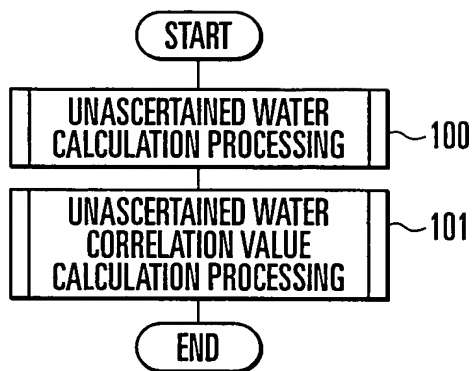 START
UNASCERTAINED WATER
CALCULATION PROCESSING
100
UNASCERTAINED WATER
CORRELATION VALUE
CALCULATION PROCESSING
101
END